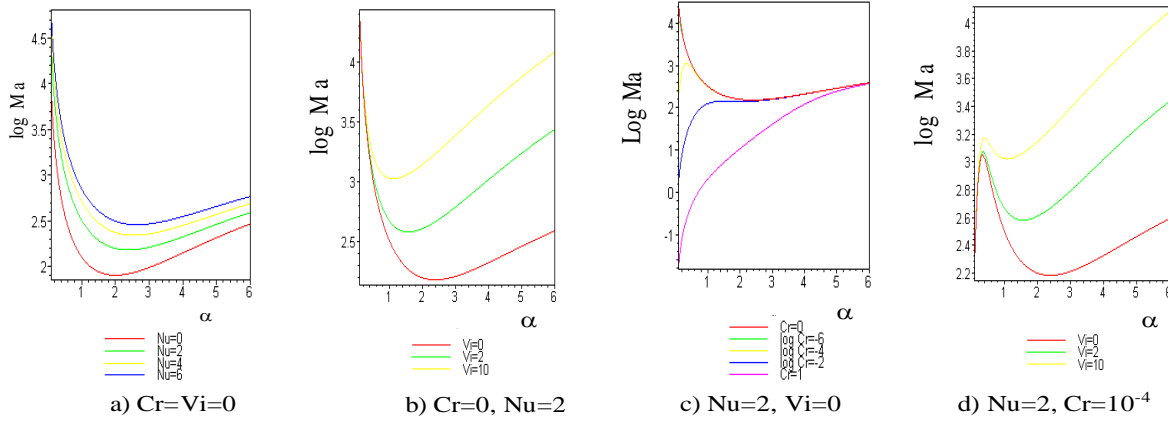 4.5
4
3.5
3
2.5
2
log Ma
1 2 3 4 5 6
α
Nu=0
Nu=2
Nu=4
Nu=6
a) Cr=Vi=0
4
3.5
3
2.5
log Ma
1 2 3 4 5 6
α
Vi=0
Vi=2
Vi=10
b) Cr=0, Nu=2
4
3
2
1
0
-1
Log Ma
1 2 3 4 5 6
α
Cr=0
log Cr=-6
log Cr=-4
log Cr=-2
Cr=1
c) Nu=2, Vi=0
4
3.8
3.6
3.4
3.2
3
2.8
2.6
2.4
2.2
log Ma
1 2 3 4 5 6
α
Vi=0
Vi=2
Vi=10
d) Nu=2, Cr=10⁻⁴